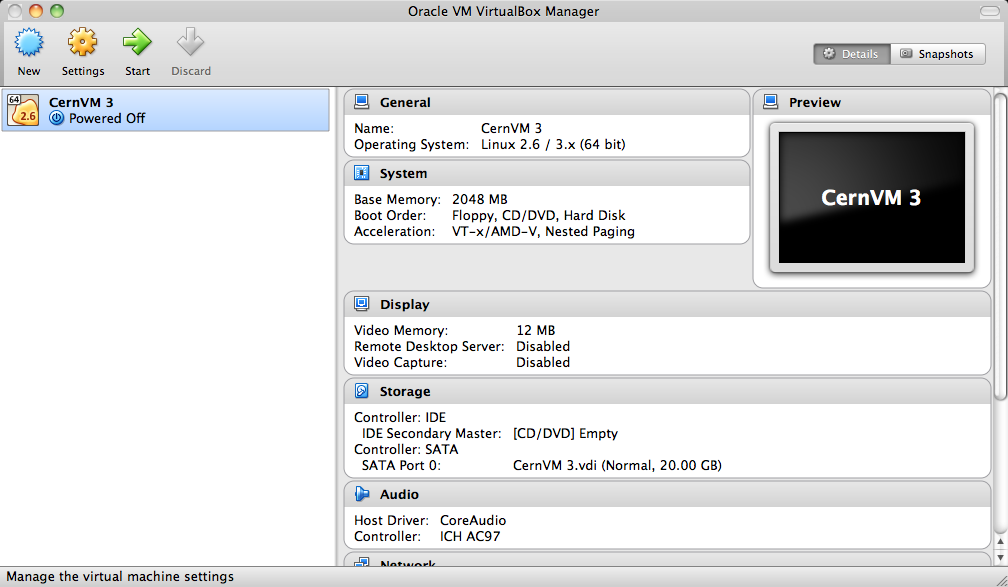 Oracle VM VirtualBox Manager
New
Settings
Start
Discard
Details
Snapshots
64
2.6
CernVM 3
Powered Off
General
Name: CernVM 3
Operating System: Linux 2.6 / 3.x (64 bit)
System
Base Memory: 2048 MB
Boot Order: Floppy, CD/DVD, Hard Disk
Acceleration: VT-x/AMD-V, Nested Paging
Preview
CernVM 3
Display
Video Memory: 12 MB
Remote Desktop Server: Disabled
Video Capture: Disabled
Storage
Controller: IDE
IDE Secondary Master: [CD/DVD] Empty
Controller: SATA
SATA Port 0: CernVM 3.vdi (Normal, 20.00 GB)
Audio
Host Driver: CoreAudio
Controller: ICH AC97
Network
Manage the virtual machine settings